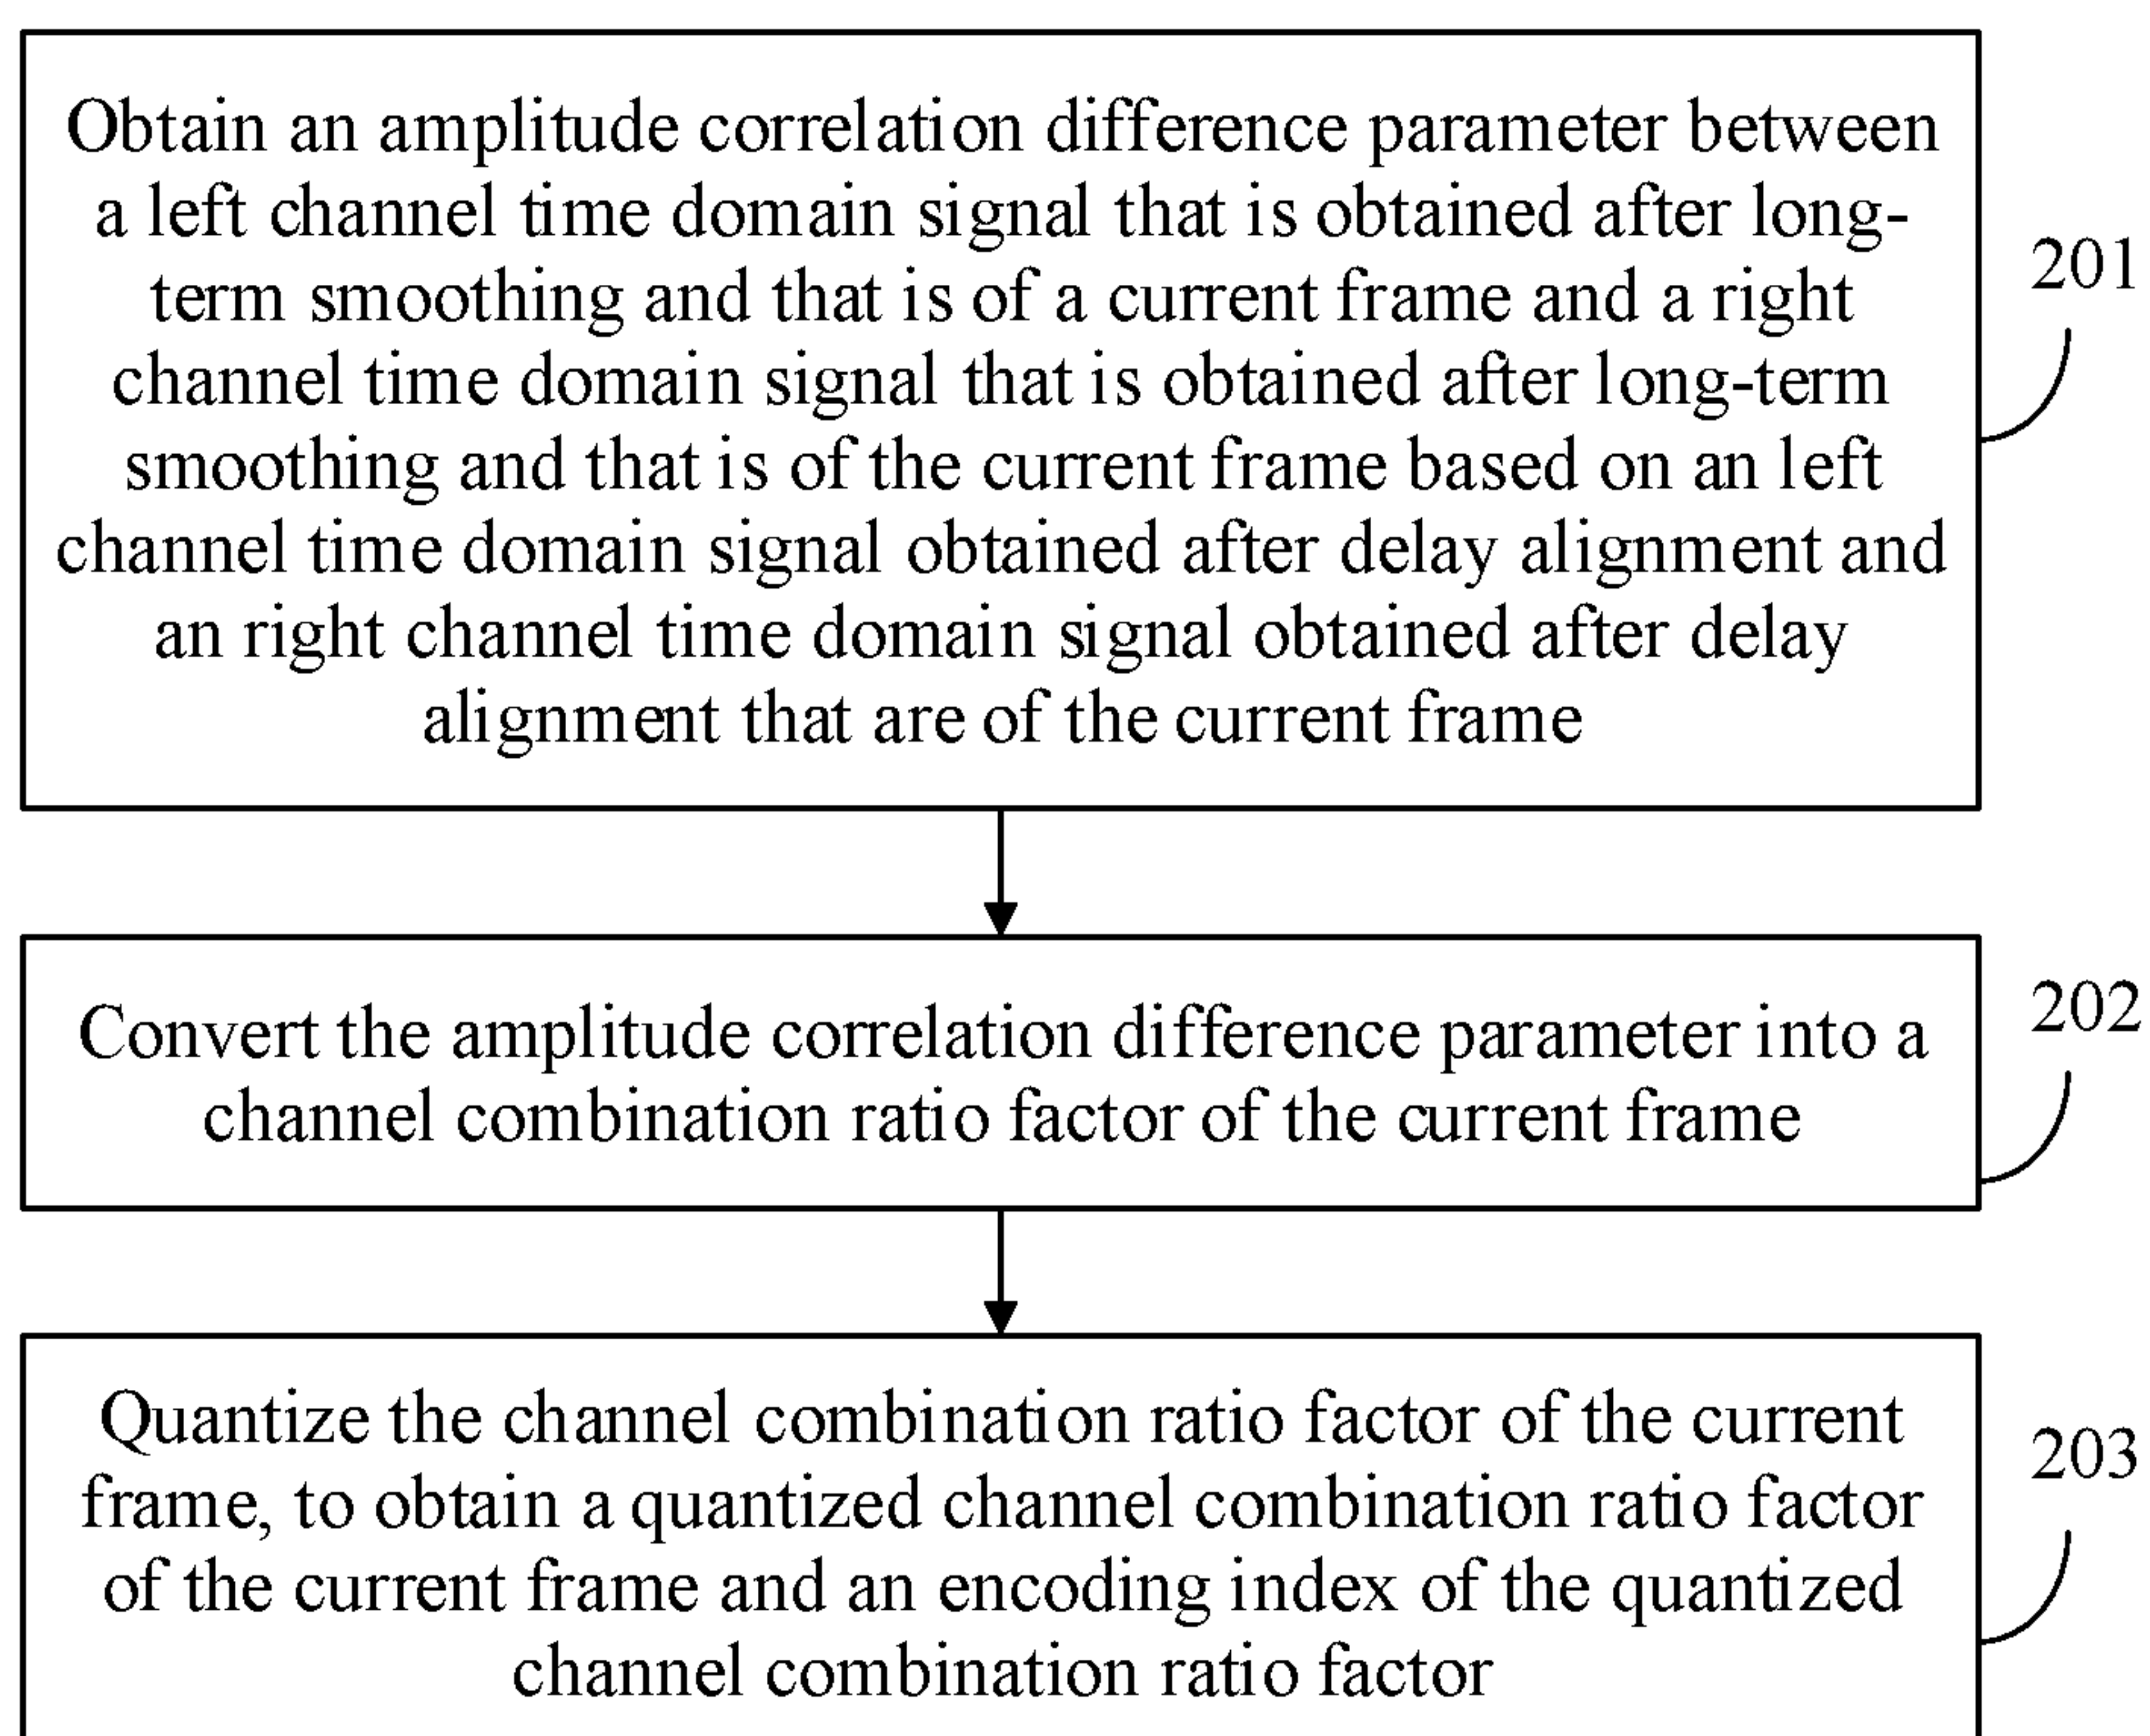 Obtain an amplitude correlation difference parameter between
a left channel time domain signal that is obtained after long-
term smoothing and that is of a current frame and a right
channel time domain signal that is obtained after long-term
smoothing and that is of the current frame based on an left
channel time domain signal obtained after delay alignment and
an right channel time domain signal obtained after delay
alignment that are of the current frame
201
Convert the amplitude correlation difference parameter into a
channel combination ratio factor of the current frame
202
Quantize the channel combination ratio factor of the current
frame, to obtain a quantized channel combination ratio factor
of the current frame and an encoding index of the quantized
channel combination ratio factor
203